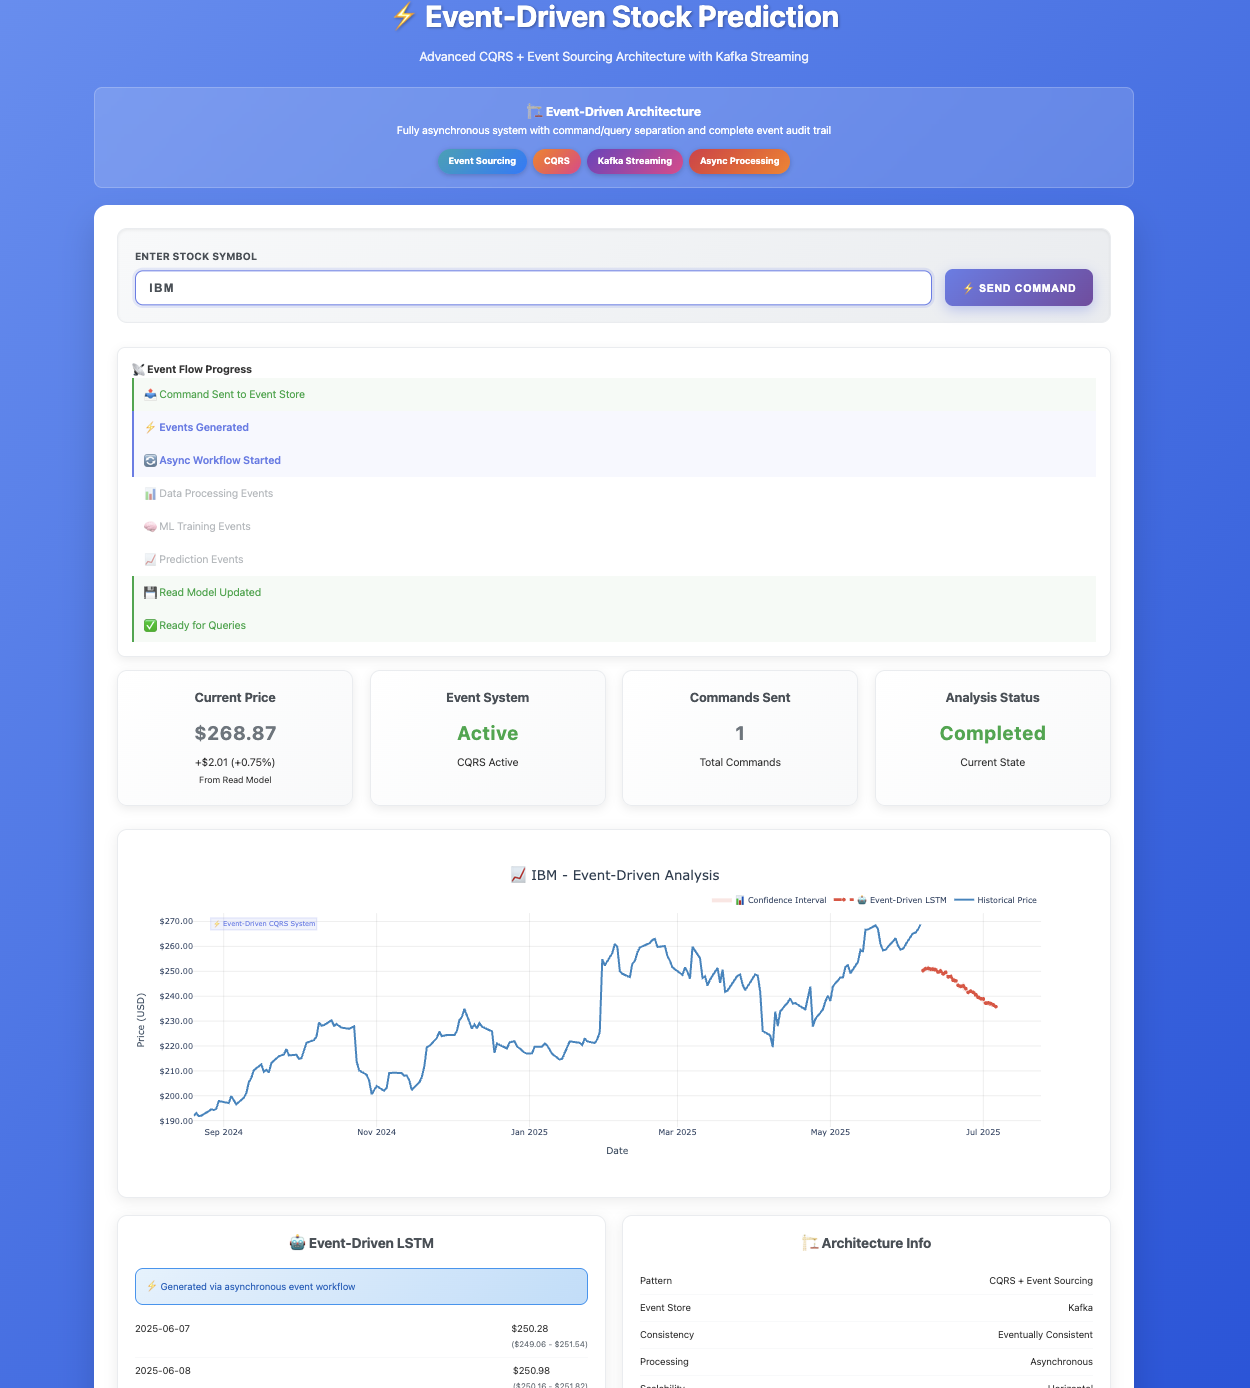 ⚡ Event-Driven Stock Prediction
Advanced CQRS + Event Sourcing Architecture with Kafka Streaming
🏗️ Event-Driven Architecture
Fully asynchronous system with command/query separation and complete event audit trail
Event Sourcing CQRS Kafka Streaming Async Processing
ENTER STOCK SYMBOL
IBM
⚡ SEND COMMAND
📡 Event Flow Progress
📤 Command Sent to Event Store
⚡ Events Generated
🔄 Async Workflow Started
📊 Data Processing Events
🧠 ML Training Events
📈 Prediction Events
💾 Read Model Updated
✅ Ready for Queries
Current Price
$268.87
+$2.01 (+0.75%)
From Read Model
Event System
Active
CQRS Active
Commands Sent
1
Total Commands
Analysis Status
Completed
Current State
📈 IBM - Event-Driven Analysis
📊 Confidence Interval 🤖 Event-Driven LSTM Historical Price
⚡ Event-Driven CQRS System
Price (USD)
$270.00
$260.00
$250.00
$240.00
$230.00
$220.00
$210.00
$200.00
$190.00
Sep 2024 Nov 2024 Jan 2025 Mar 2025 May 2025 Jul 2025
Date
🤖 Event-Driven LSTM
⚡ Generated via asynchronous event workflow
2025-06-07 $250.28
($249.06 - $251.54)
2025-06-08 $250.98
($250.16 - $251.82)
🏗️ Architecture Info
Pattern CQRS + Event Sourcing
Event Store Kafka
Consistency Eventually Consistent
Processing Asynchronous
Scalability Horizontal